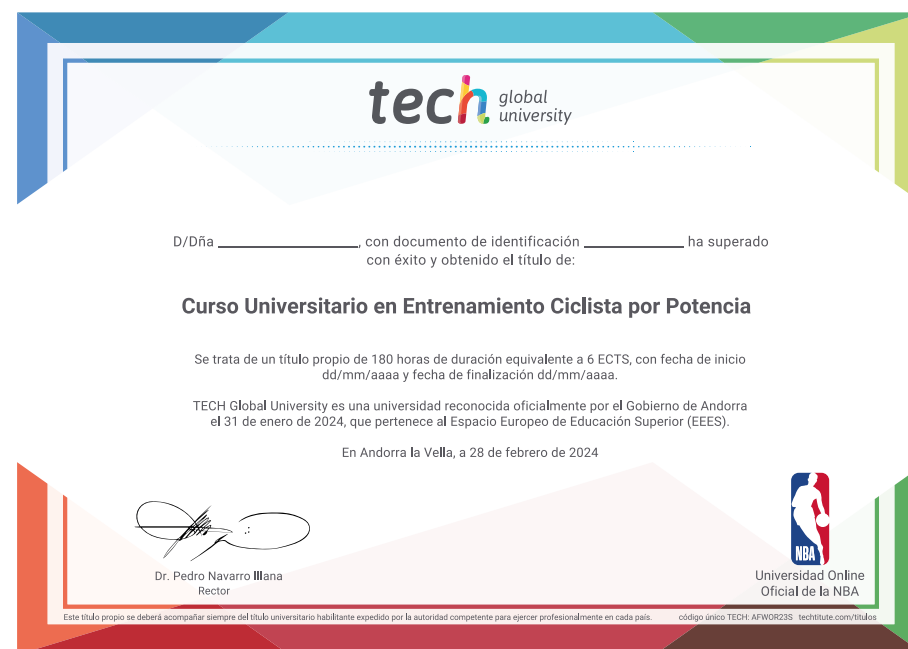 tech global university
D/Dña ____________, con documento de identificación ____________ ha superado
con éxito y obtenido el título de:
Curso Universitario en Entrenamiento Ciclista por Potencia
Se trata de un título propio de 180 horas de duración equivalente a 6 ECTS, con fecha de inicio
dd/mm/aaaa y fecha de finalización dd/mm/aaaa.
TECH Global University es una universidad reconocida oficialmente por el Gobierno de Andorra
el 31 de enero de 2024, que pertenece al Espacio Europeo de Educación Superior (EEES).
En Andorra la Vella, a 28 de febrero de 2024
Dr. Pedro Navarro Illana
Rector
NBA
Universidad Online
Oficial de la NBA
Este título propio se deberá acompañar siempre del título universitario habilitante expedido por la autoridad competente para ejercer profesionalmente en cada país. código único TECH: AFWOR23S techtitute.com/titulos